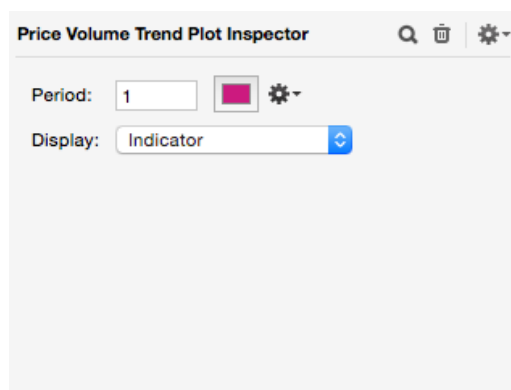 Price Volume Trend Plot Inspector
Period: 1
Display: Indicator